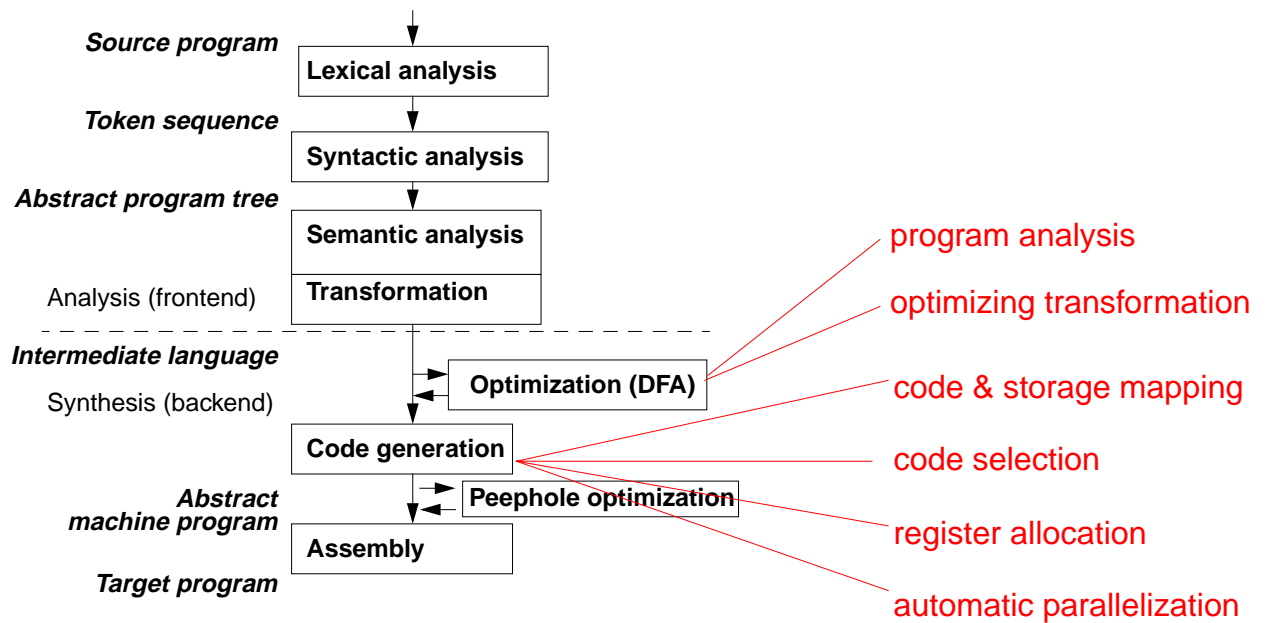 Source program
Lexical analysis
Token sequence
Syntactic analysis
Abstract program tree
Semantic analysis
program analysis
Transformation
Analysis (frontend)
optimizing transformation
Intermediate language
Optimization (DFA)
code & storage mapping
Synthesis (backend)
Code generation
code selection
Abstract
machine program
Peephole optimization
register allocation
Assembly
Target program
automatic parallelization